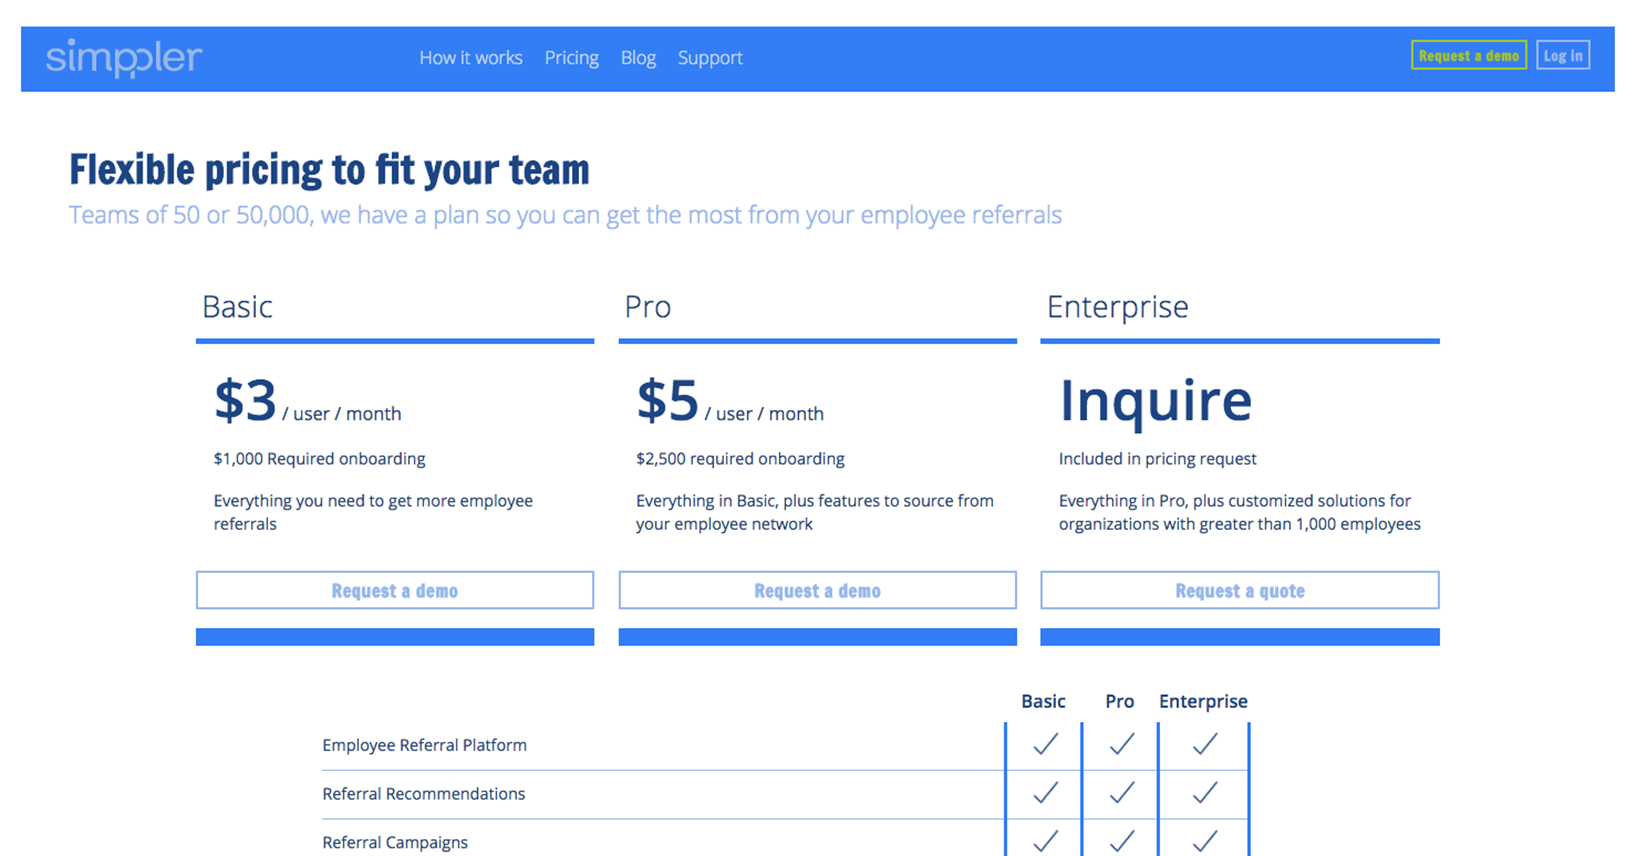 simppler
How it works Pricing Blog Support
Request a demo Log in
Flexible pricing to fit your team
Teams of 50 or 50,000, we have a plan so you can get the most from your employee referrals
Basic
$3 / user / month
$1,000 Required onboarding
Everything you need to get more employee
referrals
Request a demo
Pro
$5 / user / month
$2,500 required onboarding
Everything in Basic, plus features to source from
your employee network
Request a demo
Enterprise
Inquire
Included in pricing request
Everything in Pro, plus customized solutions for
organizations with greater than 1,000 employees
Request a quote
Basic Pro Enterprise
Employee Referral Platform
Referral Recommendations
Referral Campaigns